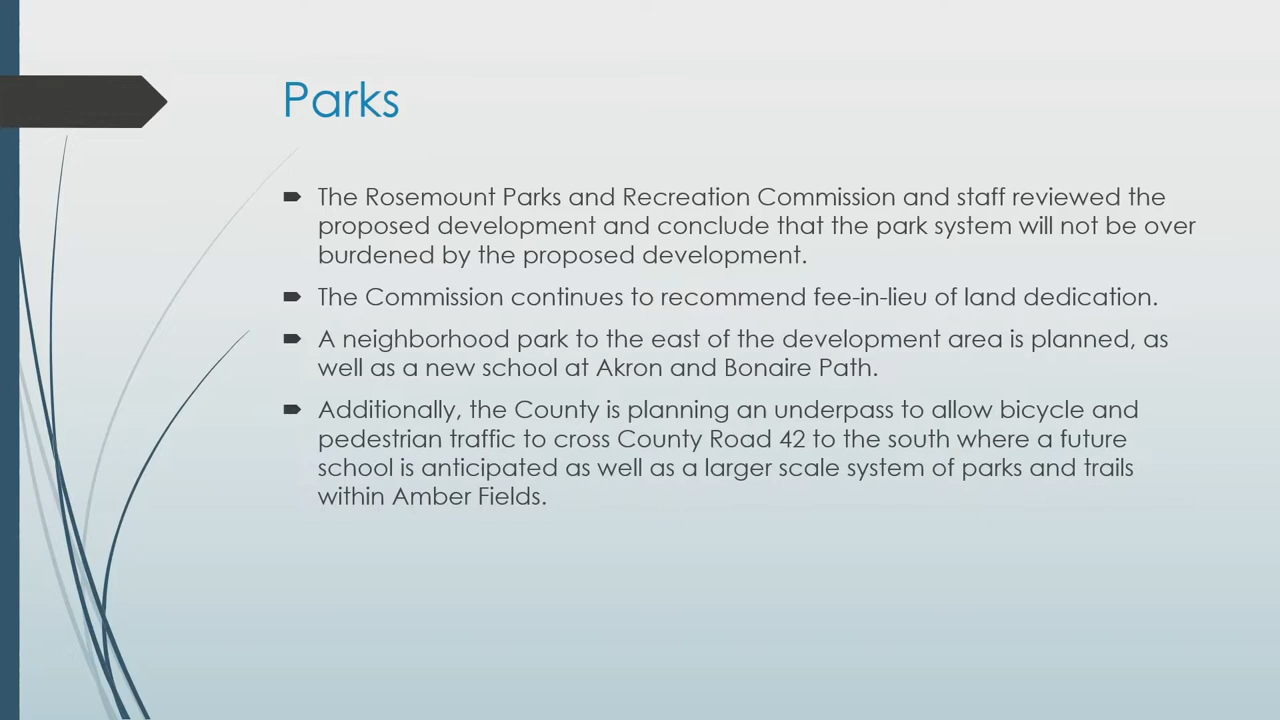 Parks
The Rosemount Parks and Recreation Commission and staff reviewed the
proposed development and conclude that the park system will not be over
burdened by the proposed development.
The Commission continues to recommend fee-in-lieu of land dedication.
A neighborhood park to the east of the development area is planned, as
well as a new school at Akron and Bonaire Path.
Additionally, the County is planning an underpass to allow bicycle and
pedestrian traffic to cross County Road 42 to the south where a future
school is anticipated as well as a larger scale system of parks and trails
within Amber Fields.